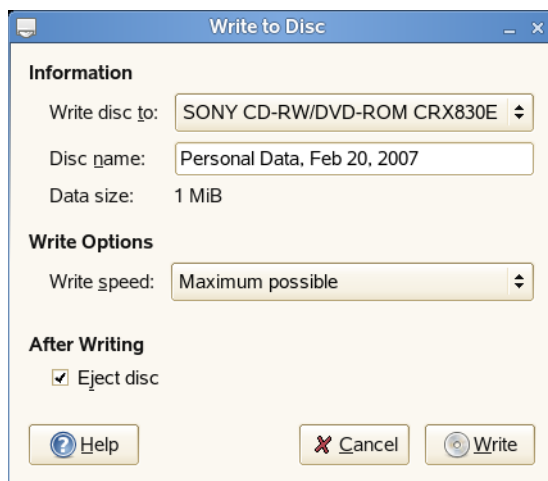 Write to Disc
Information
Write disc to: SONY CD-RW/DVD-ROM CRX830E
Disc name: Personal Data, Feb 20, 2007
Data size: 1 MiB
Write Options
Write speed: Maximum possible
After Writing
Eject disc
Help Cancel Write